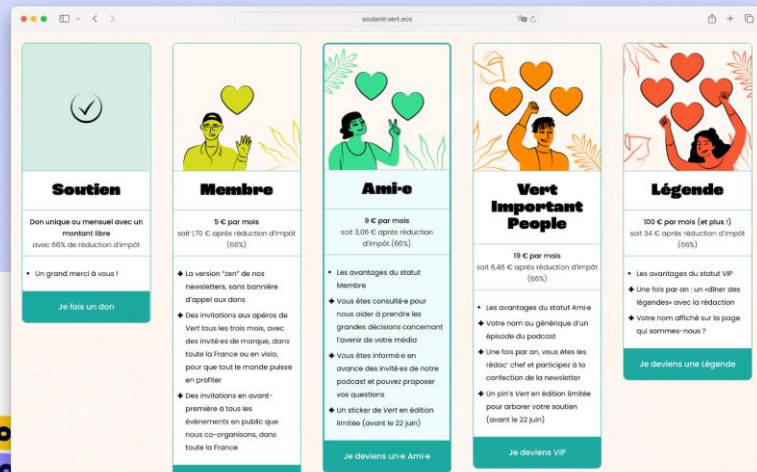 soutenir.vert.eco
Soutien
Don unique ou mensuel avec un
montant libre
avec 66% de réduction d'impôt
• Un grand merci à vous !
Je fais un don
Membre
5 € par mois
soit 1,70 € après réduction d'impôt
(66%)
+ La version "zen" de nos
newsletters, sans bannière
d'appel aux dons
+ Des invitations aux apéros de
Vert tous les trois mois, avec
des invité·es de marque, dans
toute la France ou en visio,
pour que tout le monde puisse
en profiter
+ Des invitations en avant-
première à tous les
événements en public que
nous co-organisons, dans
toute la France
Ami·e
9 € par mois
soit 3,06 € après réduction
d'impôt (66%)
• Les avantages du statut
Membre
+ Vous êtes consulté·e pour
nous aider à prendre les
grandes décisions concernant
l'avenir de votre média
+ Vous êtes informé·e en
avance des invité·es de notre
podcast et pouvez proposer
vos questions
+ Un sticker de Vert en édition
limitée (avant le 22 juin)
Je deviens un·e Ami·e
Vert
Important
People
19 € par mois
soit 6,46 € après réduction d'impôt
(66%)
• Les avantages du statut Ami·e
+ Votre nom au générique d'un
épisode du podcast
+ Une fois par an, vous êtes les
rédac' chef et participez à la
confection de la newsletter
+ Un pin's Vert en édition limitée
pour arborer votre soutien
(avant le 22 juin)
Je deviens VIP
Légende
100 € par mois (et plus !)
soit 34 € après réduction d'impôt
(66%)
• Les avantages du statut VIP
+ Une fois par an : un «dîner des
légendes» avec la rédaction
+ Votre nom affiché sur la page
qui sommes-nous ?
Je deviens une Légende